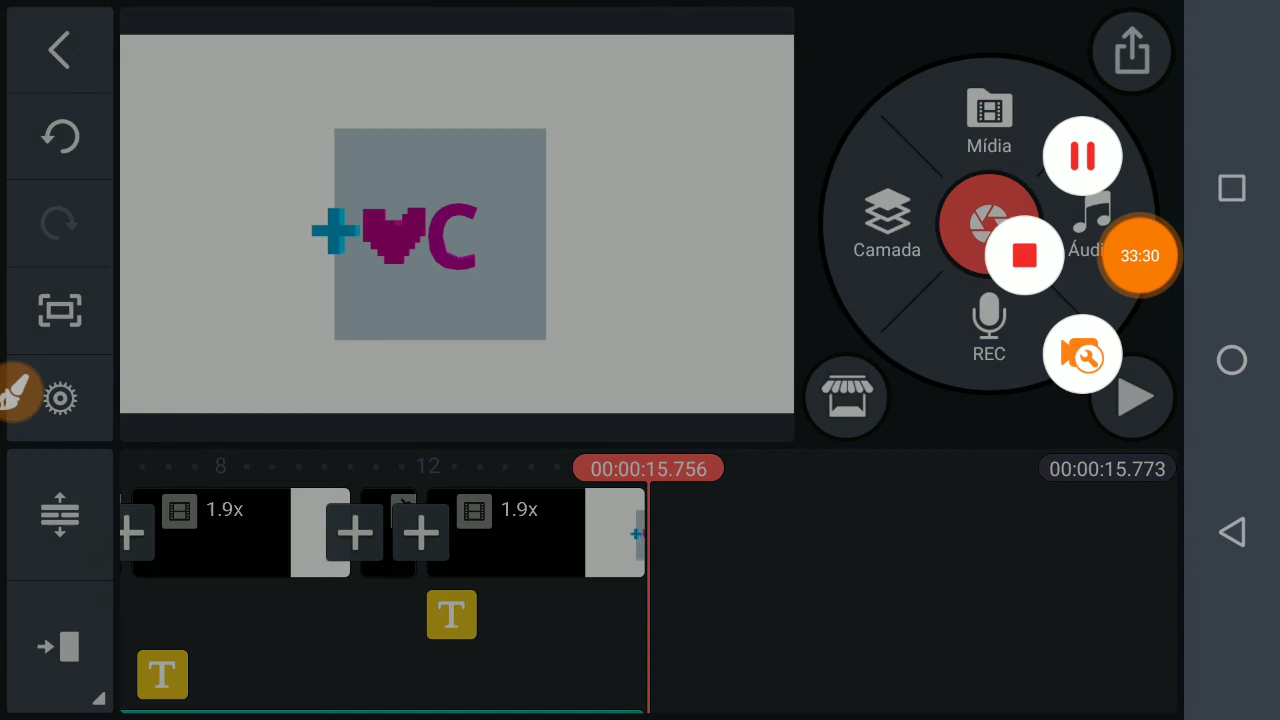 + C
Mídia
Camada
Áudi
REC
33:30
8
12
00:00:15.756
00:00:15.773
1.9x
1.9x
T
T